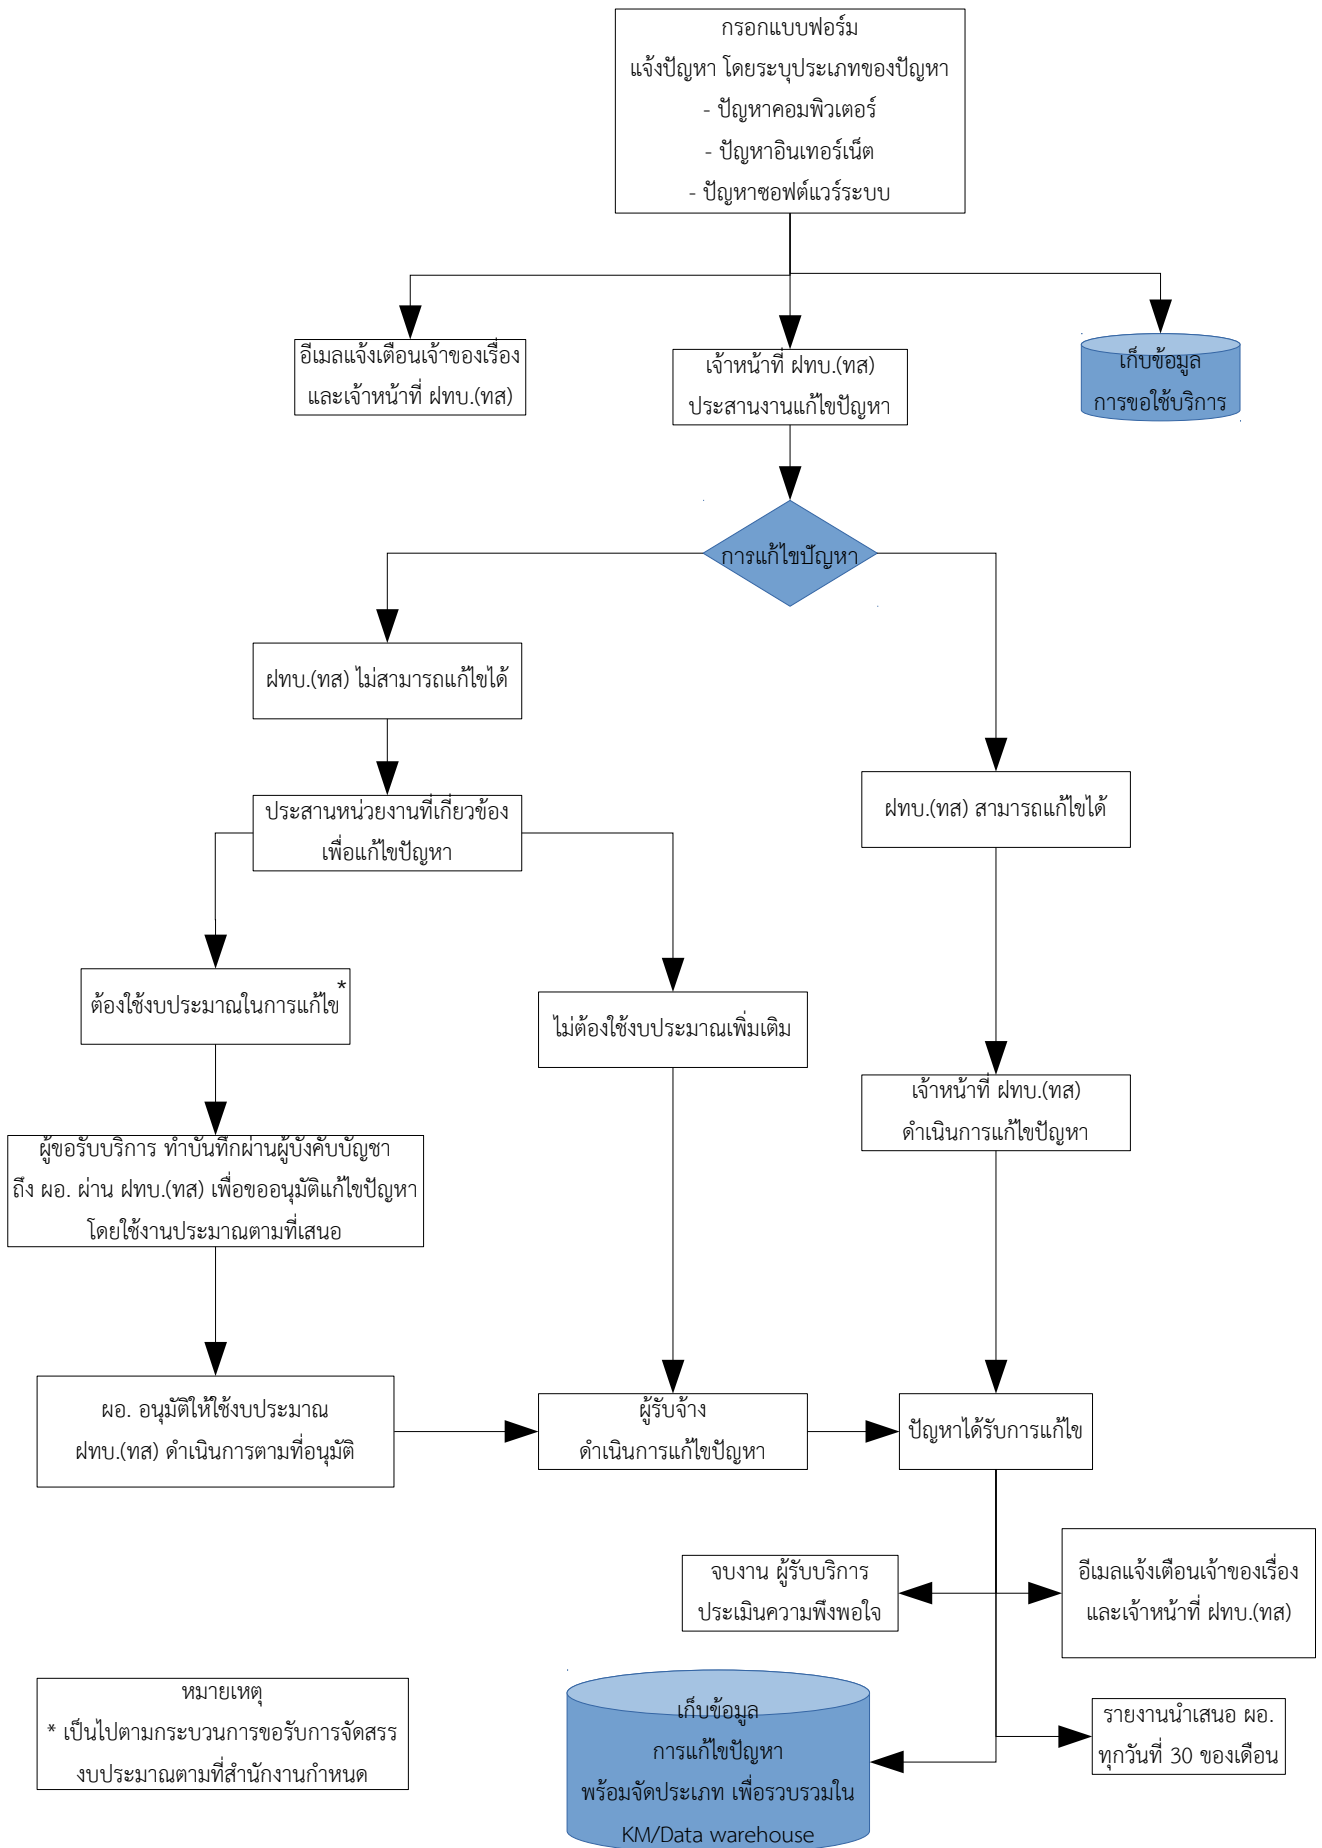 กรอกแบบฟอร์ม
แจ้งปัญหา โดยระบุประเภทของปัญหา
- ปัญหาคอมพิวเตอร์
- ปัญหาอินเทอร์เน็ต
- ปัญหาซอฟต์แวร์ระบบ
อีเมลแจ้งเตือนเจ้าของเรื่อง
และเจ้าหน้าที่ ฝทบ.(ทส)
เจ้าหน้าที่ ฝทบ.(ทส)
ประสานงานแก้ไขปัญหา
เก็บข้อมูล
การขอใช้บริการ
การแก้ไขปัญหา
ฝทบ.(ทส) ไม่สามารถแก้ไขได้
ฝทบ.(ทส) สามารถแก้ไขได้
ประสานหน่วยงานที่เกี่ยวข้อง
เพื่อแก้ไขปัญหา
ต้องใช้งบประมาณในการแก้ไข*
ไม่ต้องใช้งบประมาณเพิ่มเติม
เจ้าหน้าที่ ฝทบ.(ทส)
ดำเนินการแก้ไขปัญหา
ผู้ขอรับบริการ ทำบันทึกผ่านผู้บังคับบัญชา
ถึง ผอ. ผ่าน ฝทบ.(ทส) เพื่อขออนุมัติแก้ไขปัญหา
โดยใช้งานประมาณตามที่เสนอ
ผอ. อนุมัติให้ใช้งบประมาณ
ฝทบ.(ทส) ดำเนินการตามที่อนุมัติ
ผู้รับจ้าง
ดำเนินการแก้ไขปัญหา
ปัญหาได้รับการแก้ไข
จบงาน ผู้รับบริการ
ประเมินความพึงพอใจ
อีเมลแจ้งเตือนเจ้าของเรื่อง
และเจ้าหน้าที่ ฝทบ.(ทส)
หมายเหตุ
* เป็นไปตามกระบวนการขอรับการจัดสรร
งบประมาณตามที่สำนักงานกำหนด
เก็บข้อมูล
การแก้ไขปัญหา
พร้อมจัดประเภท เพื่อรวบรวมใน
KM/Data warehouse
รายงานนำเสนอ ผอ.
ทุกวันที่ 30 ของเดือน